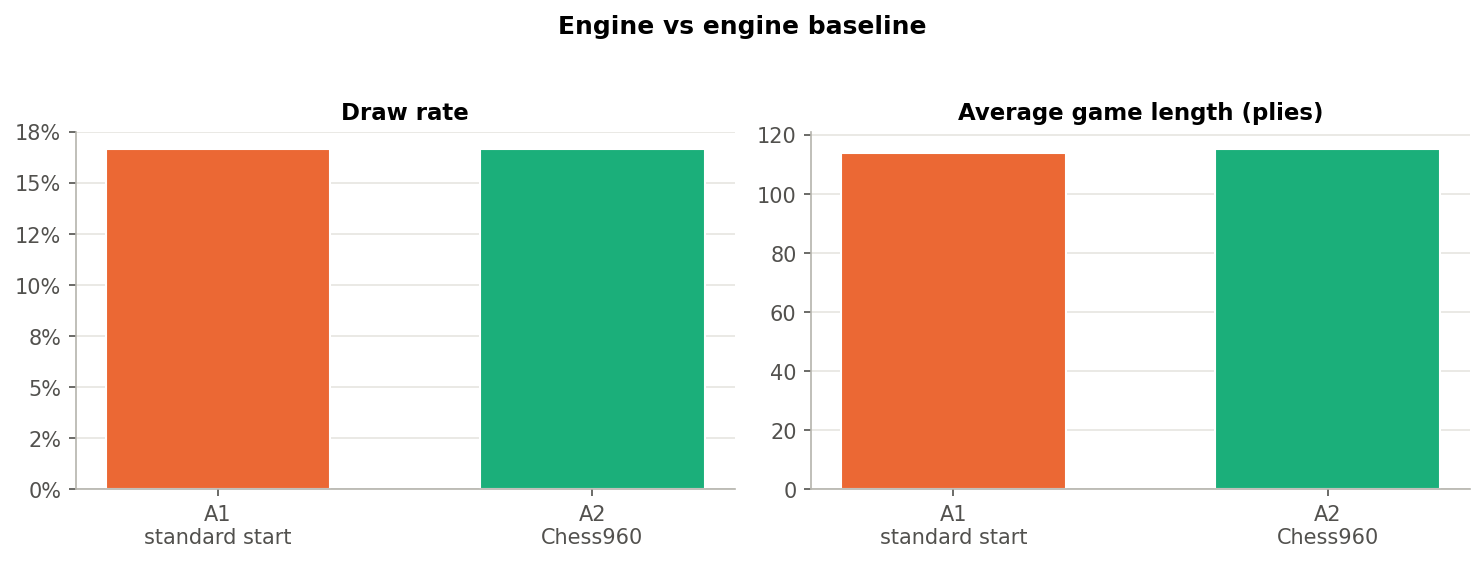 Engine vs engine baseline
Draw rate
18%
15%
12%
10%
8%
5%
2%
0%
A1
standard start
A2
Chess960
Average game length (plies)
120
100
80
60
40
20
0
A1
standard start
A2
Chess960